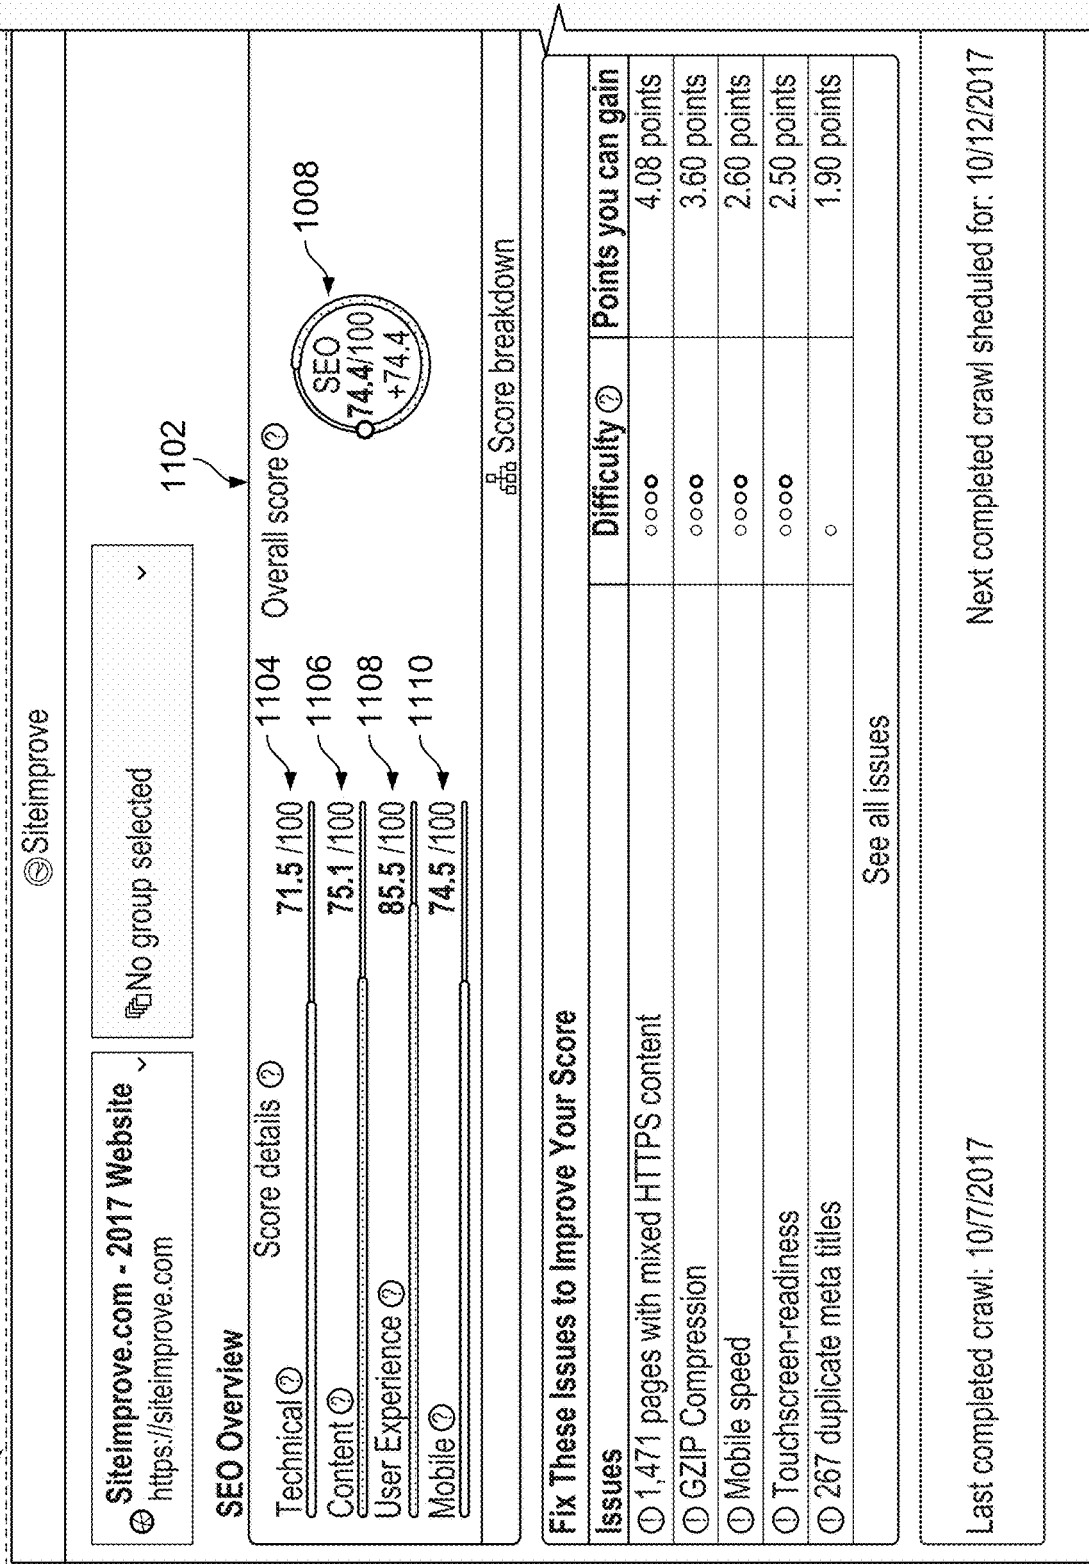 Siteimprove
Siteimprove.com - 2017 Website
https://siteimprove.com
No group selected
SEO Overview
1102
Score details ?
Overall score ?
Technical ?
71.5 /100
1104
Content ?
75.1 /100
1106
User Experience ?
85.5 /100
1108
Mobile ?
74.5 /100
1110
SEO
74.4/100
+74.4
1008
Score breakdown
Fix These Issues to Improve Your Score
Issues Difficulty ? Points you can gain
! 1,471 pages with mixed HTTPS content 4.08 points
! GZIP Compression 3.60 points
! Mobile speed 2.60 points
! Touchscreen-readiness 2.50 points
! 267 duplicate meta titles 1.90 points
See all issues
Last completed crawl: 10/7/2017 Next completed crawl sheduled for: 10/12/2017